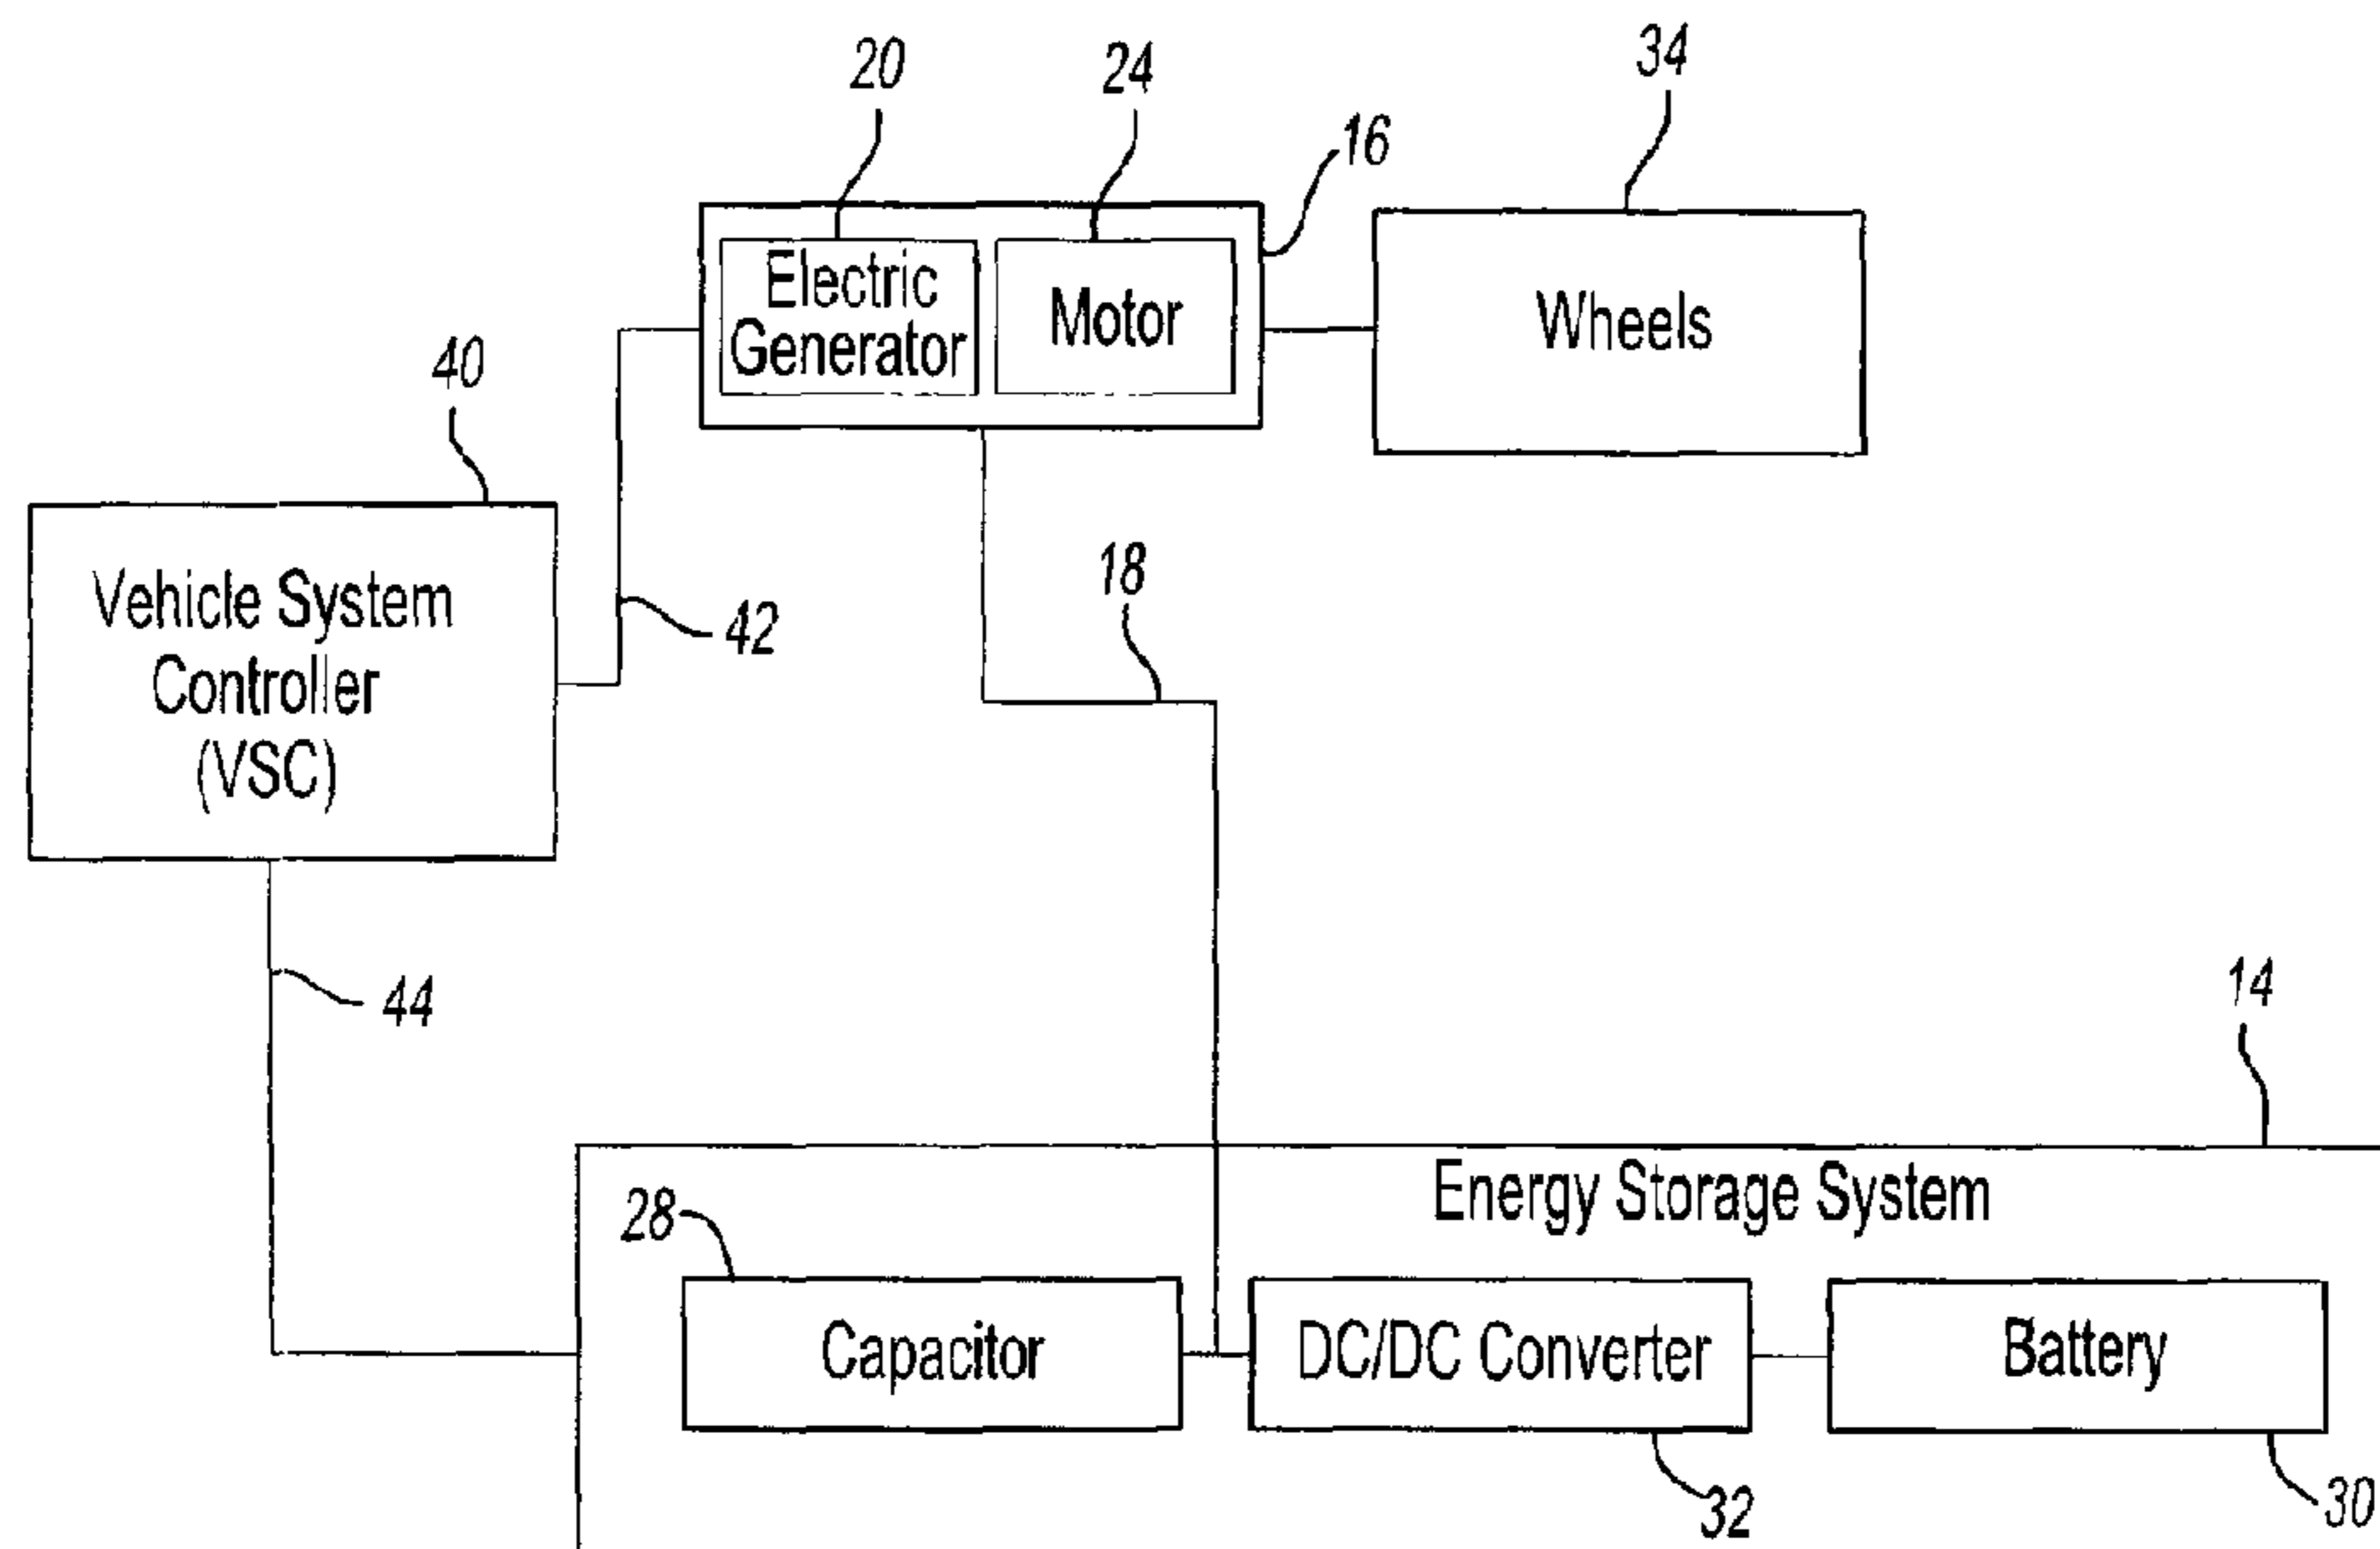 20
24
34
16
Electric
Generator
Motor
Wheels
40
Vehicle System
Controller
(VSC)
42
18
44
14
Energy Storage System
28
Capacitor
DC/DC Converter
Battery
32
30